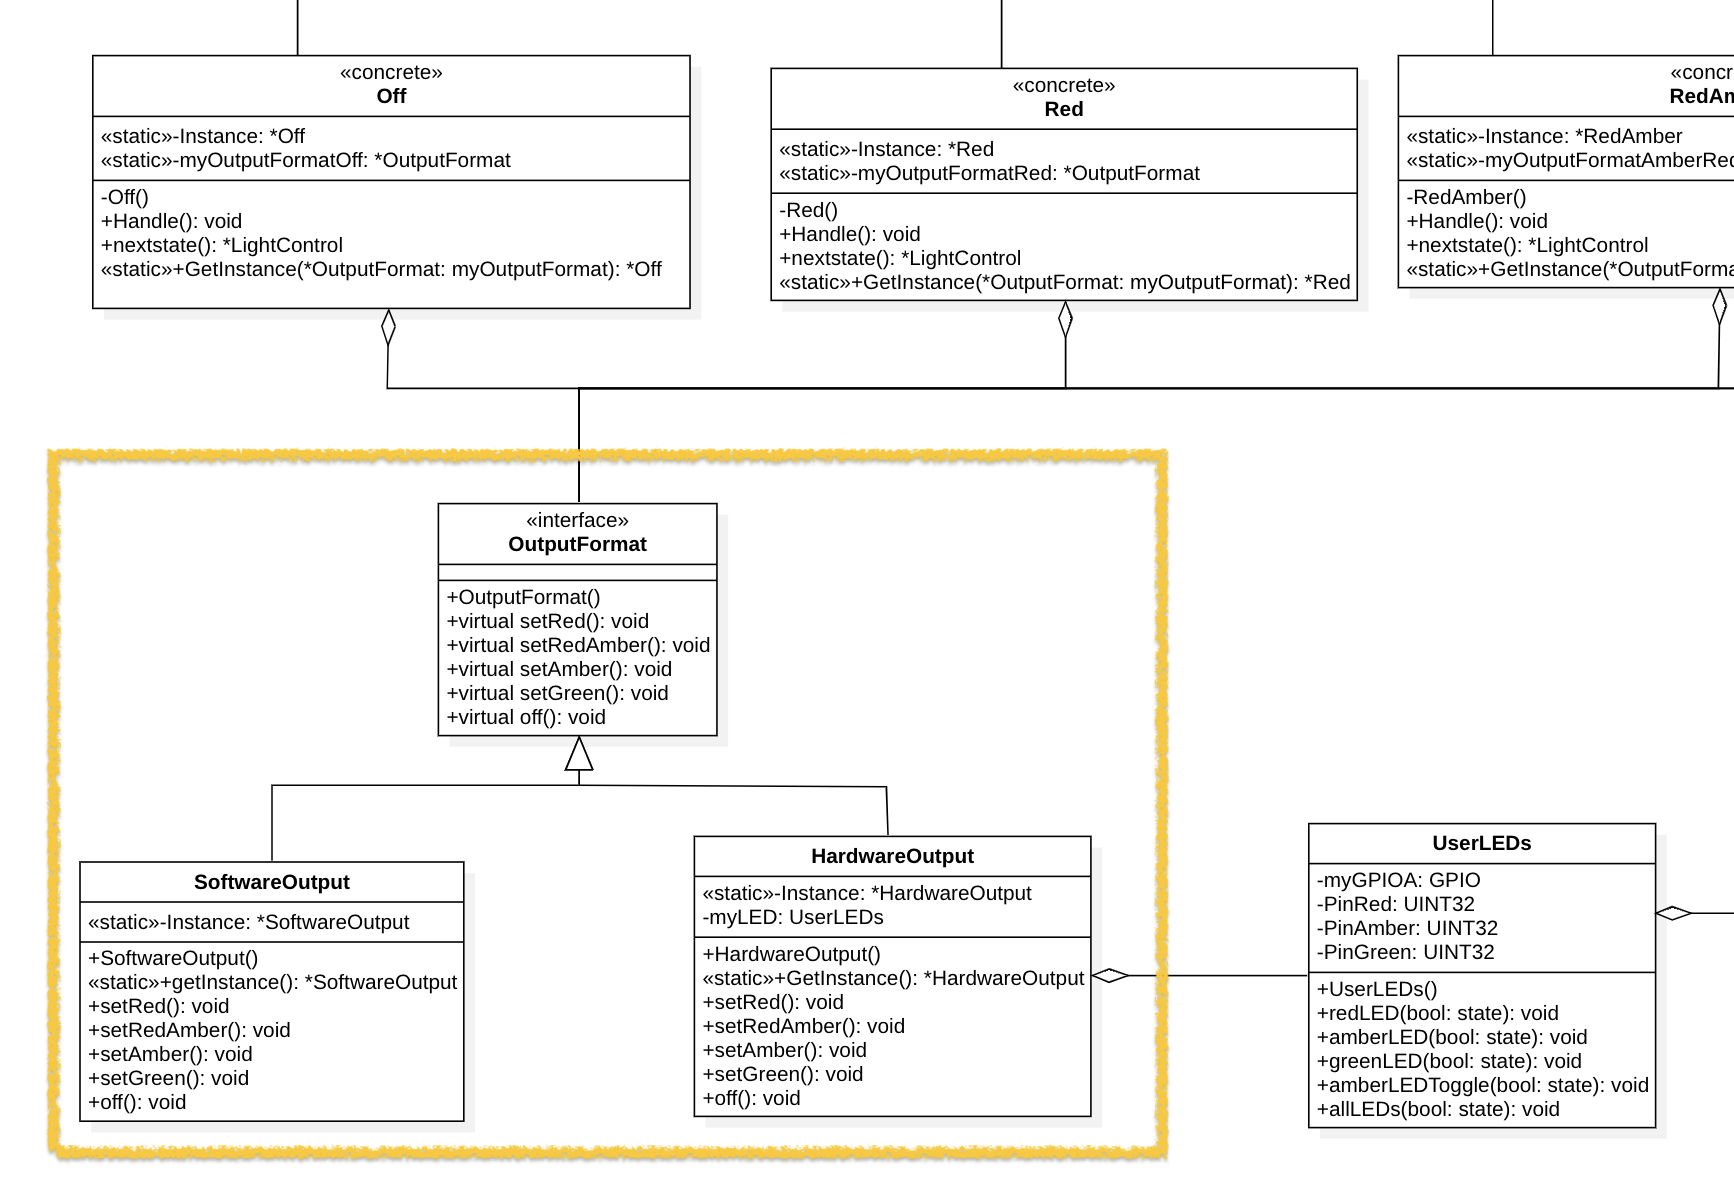 «concrete»
Off
«static»-Instance: *Off
«static»-myOutputFormatOff: *OutputFormat
-Off()
+Handle(): void
+nextstate(): *LightControl
«static»+GetInstance(*OutputFormat: myOutputFormat): *Off
«concrete»
Red
«static»-Instance: *Red
«static»-myOutputFormatRed: *OutputFormat
-Red()
+Handle(): void
+nextstate(): *LightControl
«static»+GetInstance(*OutputFormat: myOutputFormat): *Red
«concr
RedAm
«static»-Instance: *RedAmber
«static»-myOutputFormatAmberRed
-RedAmber()
+Handle(): void
+nextstate(): *LightControl
«static»+GetInstance(*OutputForma
«interface»
OutputFormat
+OutputFormat()
+virtual setRed(): void
+virtual setRedAmber(): void
+virtual setAmber(): void
+virtual setGreen(): void
+virtual off(): void
SoftwareOutput
«static»-Instance: *SoftwareOutput
+SoftwareOutput()
«static»+getInstance(): *SoftwareOutput
+setRed(): void
+setRedAmber(): void
+setAmber(): void
+setGreen(): void
+off(): void
HardwareOutput
«static»-Instance: *HardwareOutput
-myLED: UserLEDs
+HardwareOutput()
«static»+GetInstance(): *HardwareOutput
+setRed(): void
+setRedAmber(): void
+setAmber(): void
+setGreen(): void
+off(): void
UserLEDs
-myGPIOA: GPIO
-PinRed: UINT32
-PinAmber: UINT32
-PinGreen: UINT32
+UserLEDs()
+redLED(bool: state): void
+amberLED(bool: state): void
+greenLED(bool: state): void
+amberLEDToggle(bool: state): void
+allLEDs(bool: state): void